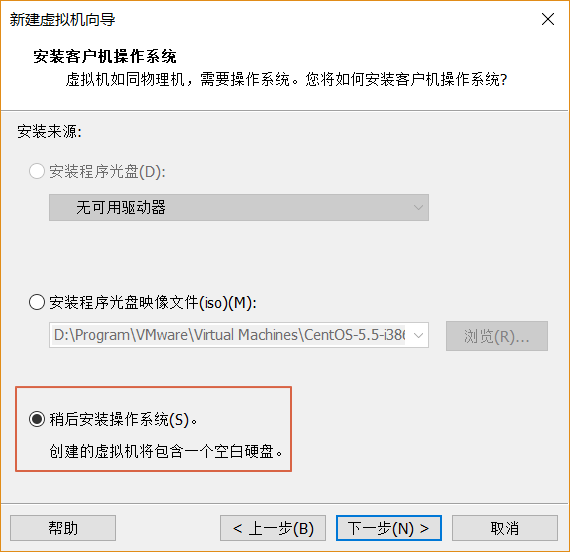 新建虚拟机向导
安装客户机操作系统
虚拟机如同物理机，需要操作系统。您将如何安装客户机操作系统?
安装来源:
安装程序光盘(D):
无可用驱动器
安装程序光盘映像文件(iso)(M):
D:\Program\VMware\Virtual Machines\CentOS-5.5-i386
浏览(R)...
稍后安装操作系统(S)。
创建的虚拟机将包含一个空白硬盘。
帮助
< 上一步(B)
下一步(N) >
取消